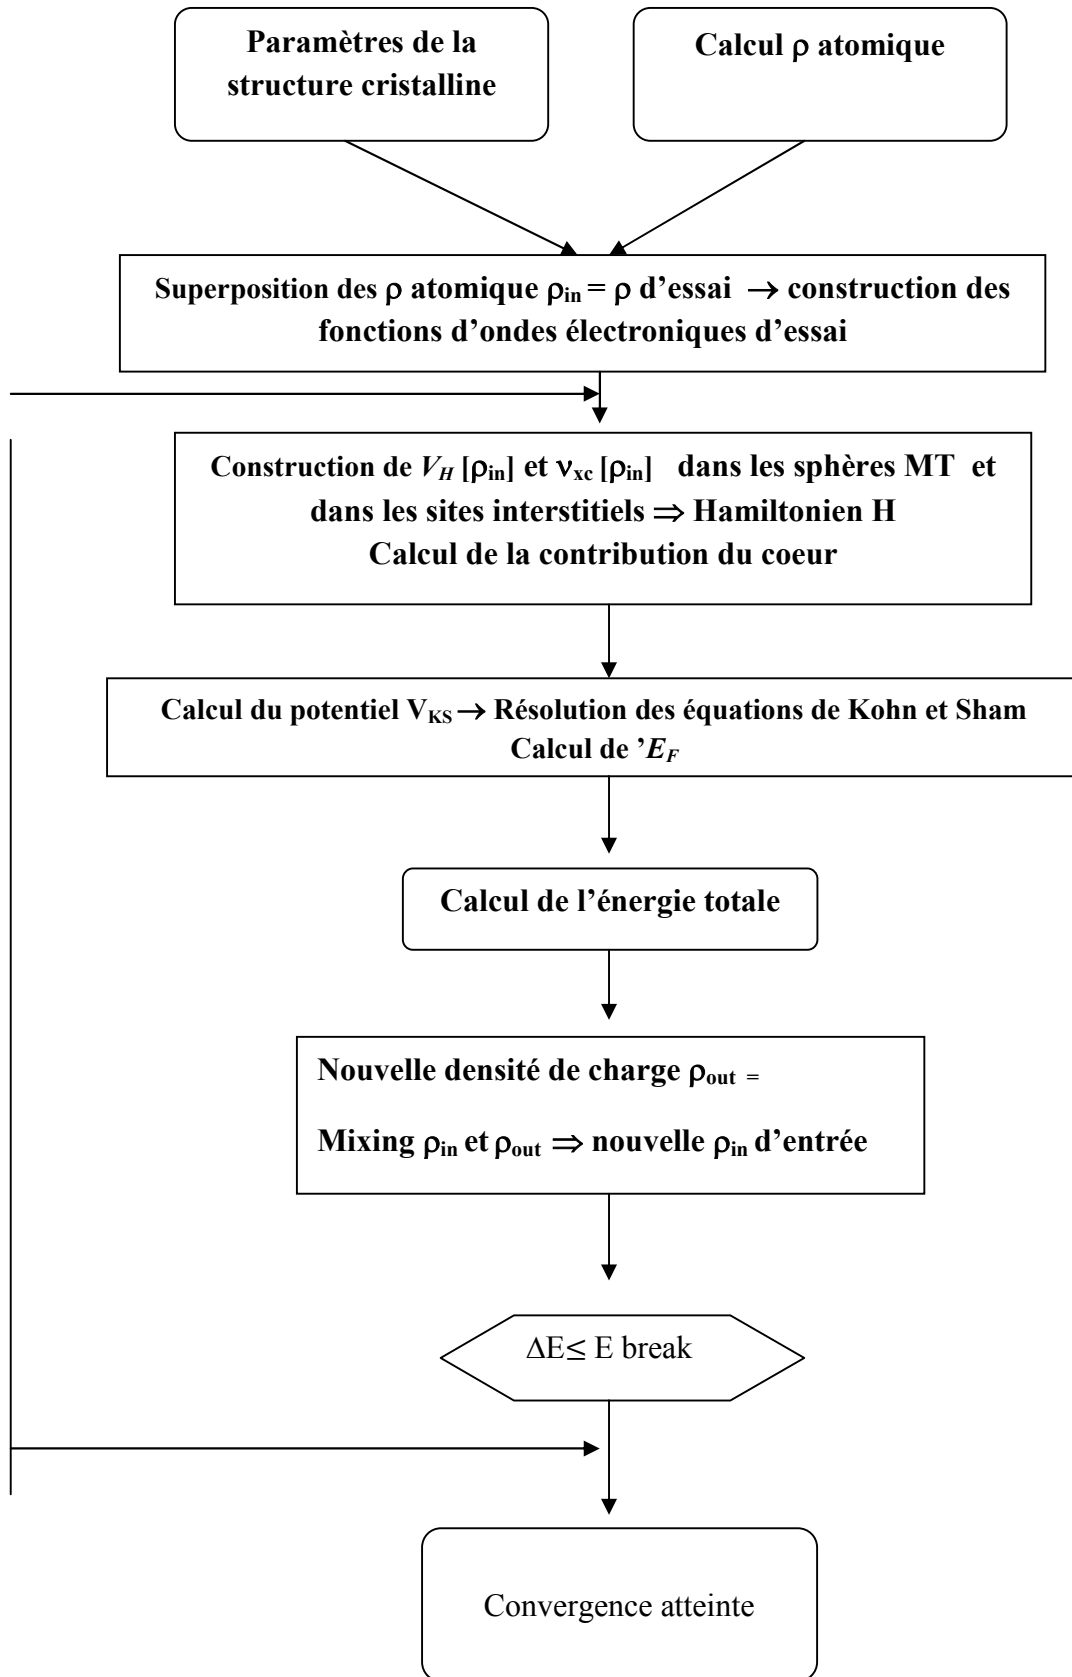 Paramètres de la
structure cristalline
Calcul ρ atomique
Superposition des ρ atomique ρin = ρ d’essai → construction des
fonctions d’ondes électroniques d’essai
Construction de VH [ρin] et νxc [ρin] dans les sphères MT et
dans les sites interstitiels ⇒ Hamiltonien H
Calcul de la contribution du coeur
Calcul du potentiel VKS → Résolution des équations de Kohn et Sham
Calcul de ’EF
Calcul de l’énergie totale
Nouvelle densité de charge ρout =
Mixing ρin et ρout ⇒ nouvelle ρin d’entrée
ΔE≤ E break
Convergence atteinte